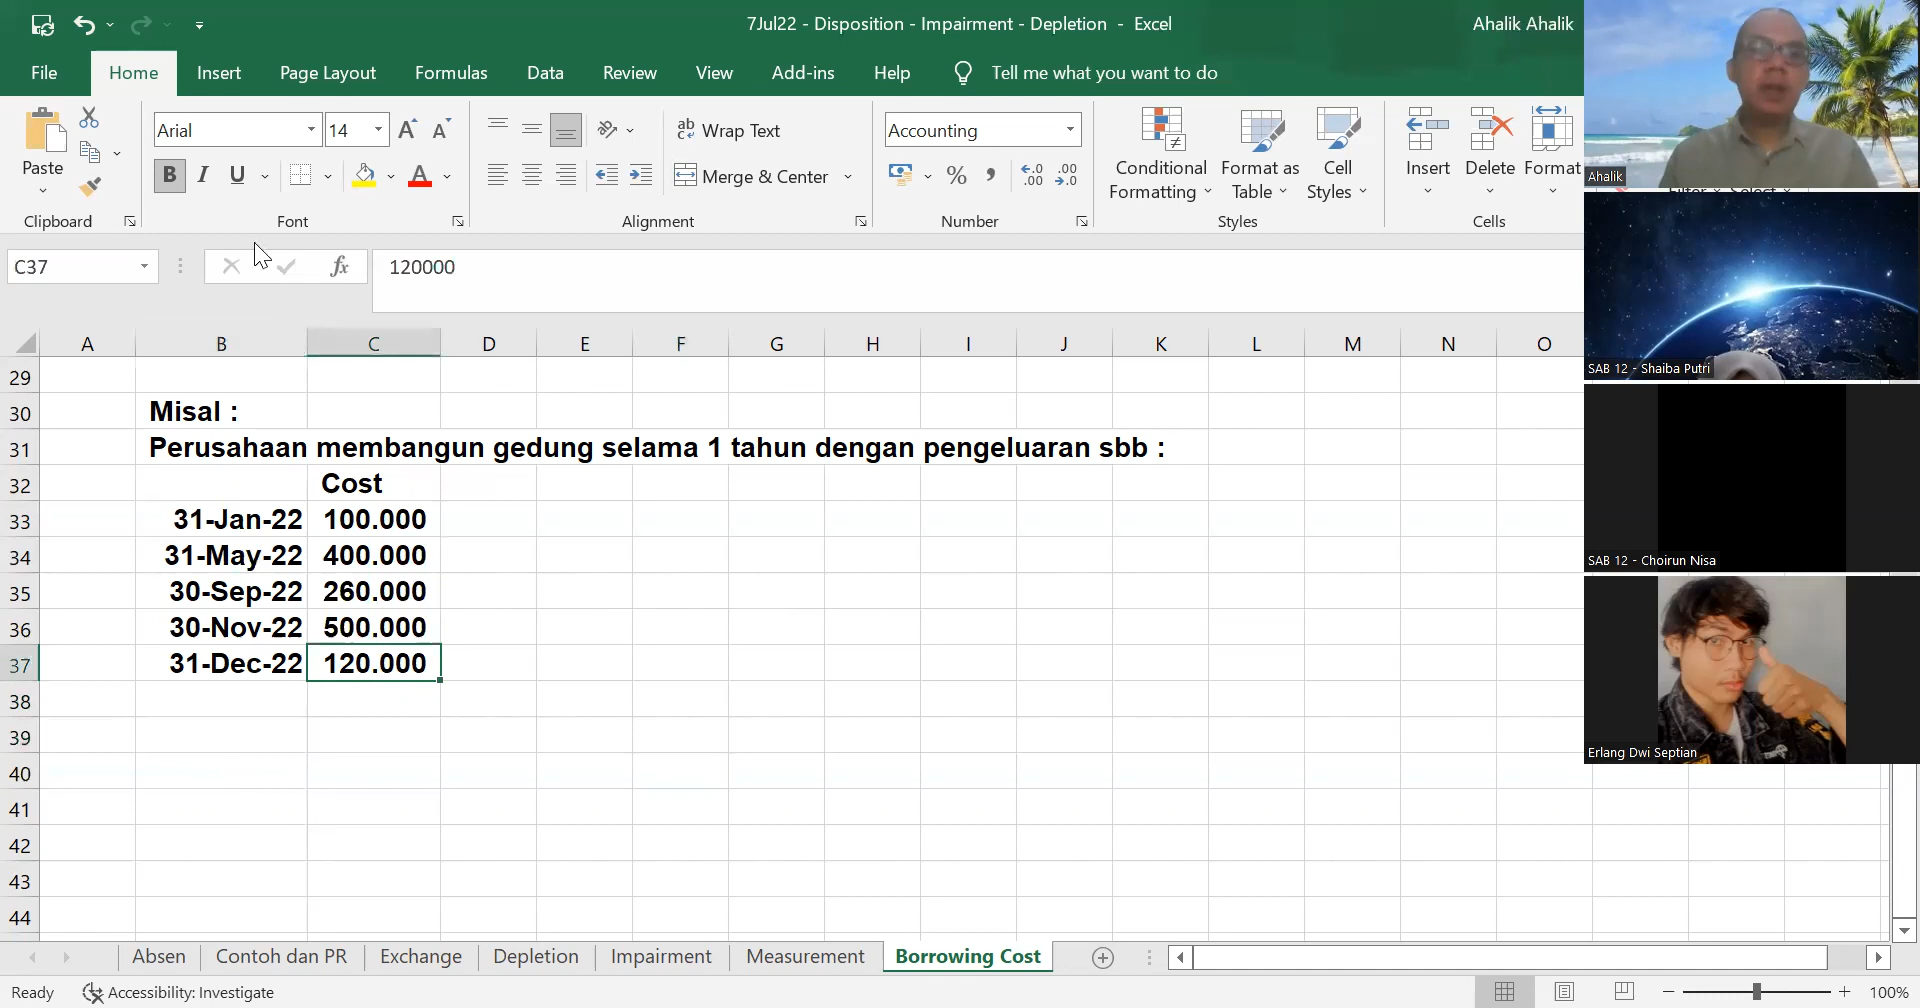 7Jul22 - Disposition - Impairment - Depletion - Excel
Ahalik Ahalik
File Home Insert Page Layout Formulas Data Review View Add-ins Help Tell me what you want to do
Arial 14
ab Wrap Text
Accounting
Paste
B I U
A
Merge & Center
% , .00 .00
Conditional Formatting
Format as Table
Cell Styles
Insert Delete Format
Clipboard Font Alignment Number Styles Cells
Ahalik
C37 fx 120000
A B C D E F G H I J K L M N O
29
30 Misal :
31 Perusahaan membangun gedung selama 1 tahun dengan pengeluaran sbb :
32 Cost
33 31-Jan-22 100.000
34 31-May-22 400.000
35 30-Sep-22 260.000
36 30-Nov-22 500.000
37 31-Dec-22 120.000
38
39
40
41
42
43
44
SAB 12 - Shaiba Putri
SAB 12 - Choirun Nisa
Erlang Dwi Septian
Absen Contoh dan PR Exchange Depletion Impairment Measurement Borrowing Cost
Ready Accessibility: Investigate 100%